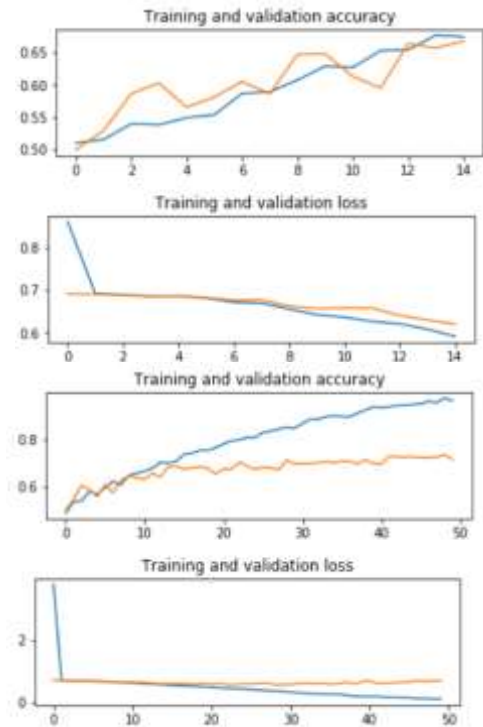 Training and validation accuracy
0.65
0.60
0.55
0.50
0 2 4 6 8 10 12 14
Training and validation loss
0.8
0.7
0.6
0 2 4 6 8 10 12 14
Training and validation accuracy
0.8
0.6
0 10 20 30 40 50
Training and validation loss
2
0
0 10 20 30 40 50